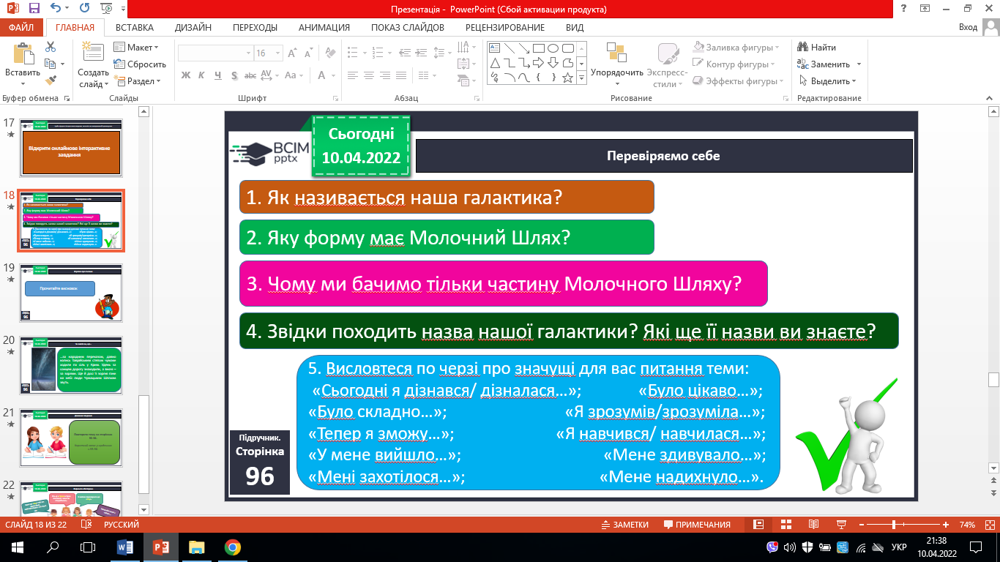 Презентація - PowerPoint (Сбой активации продукта)
ФАЙЛ ГЛАВНАЯ ВСТАВКА ДИЗАЙН ПЕРЕХОДЫ АНИМАЦИЯ ПОКАЗ СЛАЙДОВ РЕЦЕНЗИРОВАНИЕ ВИД Вход
Вставить
Буфер обмена
Создать слайд
Макет
Сбросить
Раздел
Слайды
16
Ж К Ч S abc AV Aa A
Шрифт
Абзац
Упорядочить
Экспресс-стили
Заливка фигуры
Контур фигуры
Эффекты фигуры
Рисование
Найти
Заменить
Выделить
Редактирование
17
Відкрити онлайнове інтерактивне
завдання
18
19
Прочитайте висновок
96
20
96
21
22
Сьогодні
10.04.2022
ВСІМ
pptx
Перевіряємо себе
1. Як називається наша галактика?
2. Яку форму має Молочний Шлях?
3. Чому ми бачимо тільки частину Молочного Шляху?
4. Звідки походить назва нашої галактики? Які ще її назви ви знаєте?
5. Висловтеся по черзі про значущі для вас питання теми:
«Сьогодні я дізнався/ дізналася…»; «Було цікаво…»;
«Було складно…»; «Я зрозумів/зрозуміла…»;
«Тепер я зможу…»; «Я навчився/ навчилася…»;
«У мене вийшло…»; «Мене здивувало…»;
«Мені захотілося…»; «Мене надихнуло…».
Підручник.
Сторінка
96
СЛАЙД 18 ИЗ 22 РУССКИЙ ЗАМЕТКИ ПРИМЕЧАНИЯ 74%
УКР
21:38
10.04.2022